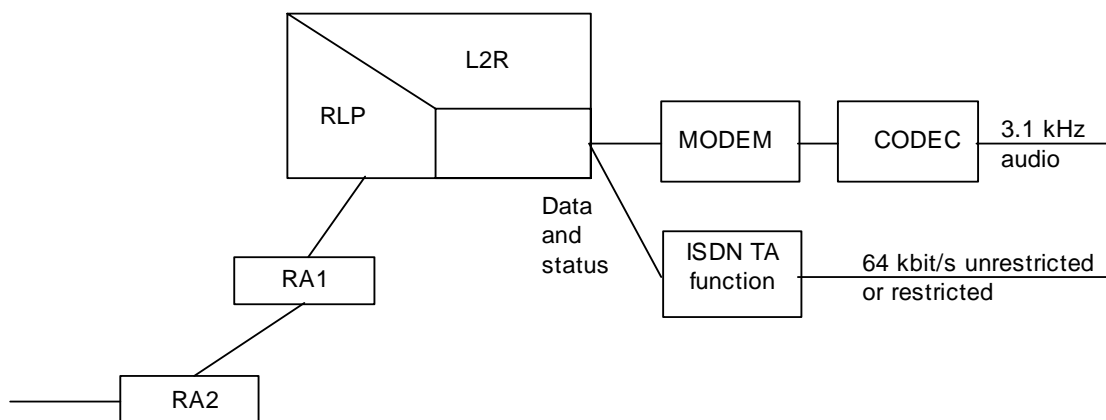 L2R
RLP
MODEM
CODEC
3.1 kHz
audio
Data
and
status
ISDN TA
function
64 kbit/s unrestricted
or restricted
RA1
RA2